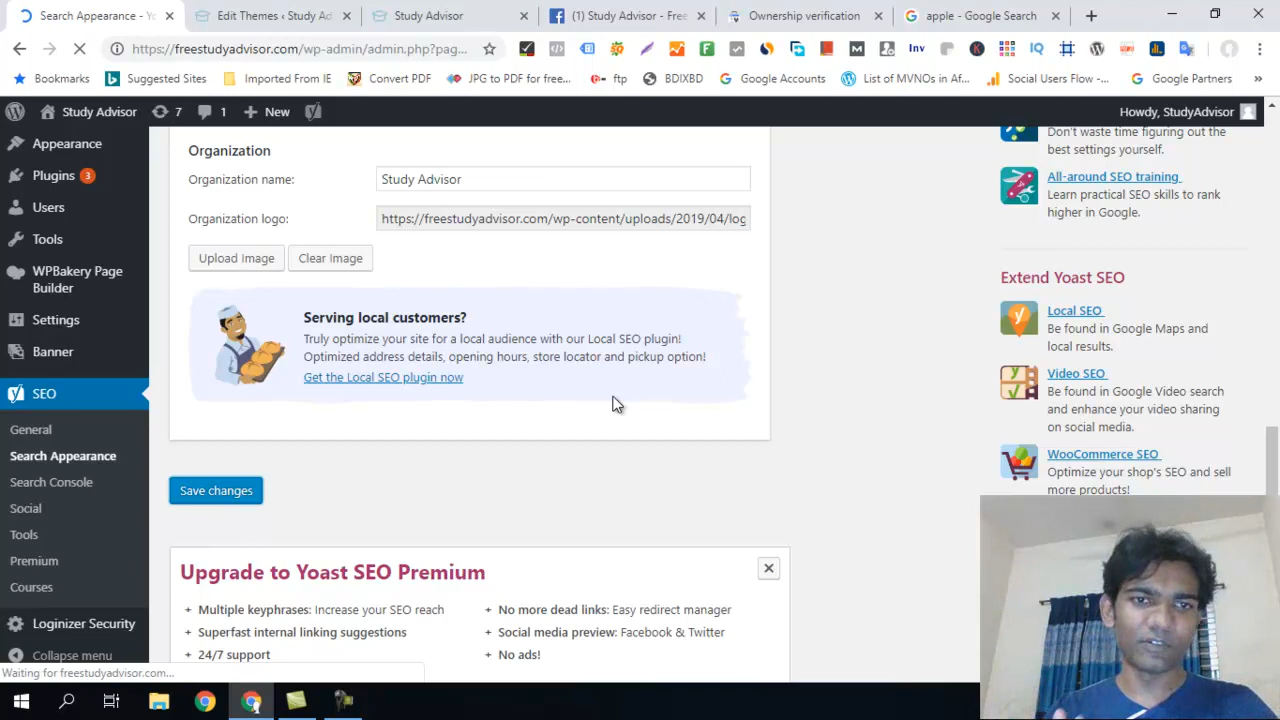 Search Appearance - Yo
Edit Themes ‹ Study Ad
Study Advisor
(1) Study Advisor - Free
Ownership verification
apple - Google Search
https://freestudyadvisor.com/wp-admin/admin.php?pag...
Inv
IQ
Bookmarks
Suggested Sites
Imported From IE
Convert PDF
JPG to PDF for free...
ftp
BDIXBD
Google Accounts
List of MVNOs in Af...
Social Users Flow -...
Google Partners
»
Study Advisor
7
1
New
Howdy, StudyAdvisor
Appearance
Plugins 3
Users
Tools
WPBakery Page
Builder
Settings
Banner
SEO
General
Search Appearance
Search Console
Social
Tools
Premium
Courses
Loginizer Security
Collapse menu
Organization
Organization name:
Study Advisor
Organization logo:
https://freestudyadvisor.com/wp-content/uploads/2019/04/log
Upload Image
Clear Image
Serving local customers?
Truly optimize your site for a local audience with our Local SEO plugin!
Optimized address details, opening hours, store locator and pickup option!
Get the Local SEO plugin now
Save changes
Upgrade to Yoast SEO Premium
+ Multiple keyphrases: Increase your SEO reach
+ No more dead links: Easy redirect manager
+ Superfast internal linking suggestions
+ Social media preview: Facebook & Twitter
+ 24/7 support
+ No ads!
Don't waste time figuring out the
best settings yourself.
All-around SEO training
Learn practical SEO skills to rank
higher in Google.
Extend Yoast SEO
Local SEO
Be found in Google Maps and
local results.
Video SEO
Be found in Google Video search
and enhance your video sharing
on social media.
WooCommerce SEO
Optimize your shop's SEO and sell
more products!
Waiting for freestudyadvisor.com...